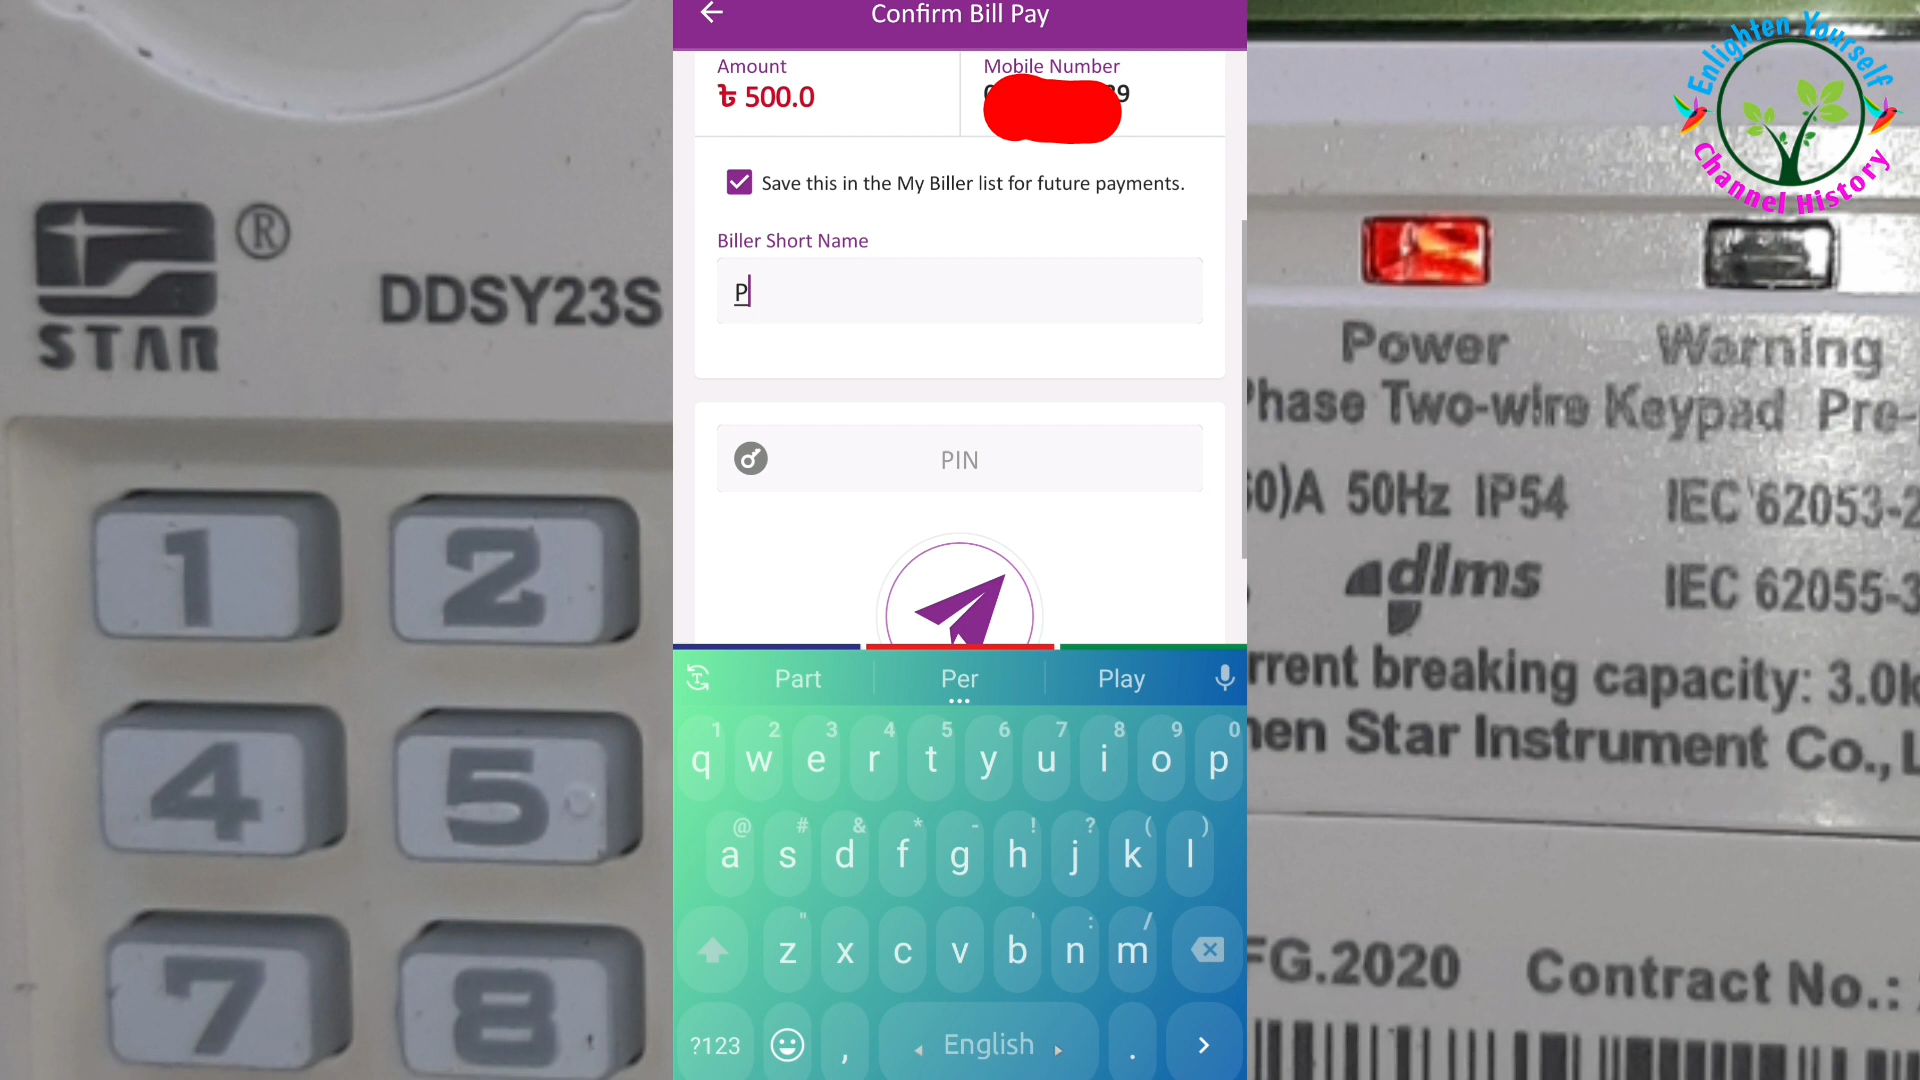 STAR
®
DDSY23S
1
2
4
5
7
8
Confirm Bill Pay
Amount
৳ 500.0
Mobile Number
9
Save this in the My Biller list for future payments.
Biller Short Name
P
PIN
Part
Per
Play
1 2 3 4 5 6 7 8 9 0
q w e r t y u i o p
@ # & * - ! ? ( )
a s d f g h j k l
" ' : /
z x c v b n m
?123 , English .
Enlighten Yourself
Channel History
Power
Warning
Phase Two-wire Keypad Pre-
0)A 50Hz IP54
IEC 62053-2
dlms
IEC 62055-3
rrent breaking capacity: 3.0k
hen Star Instrument Co., L
FG.2020
Contract No.: